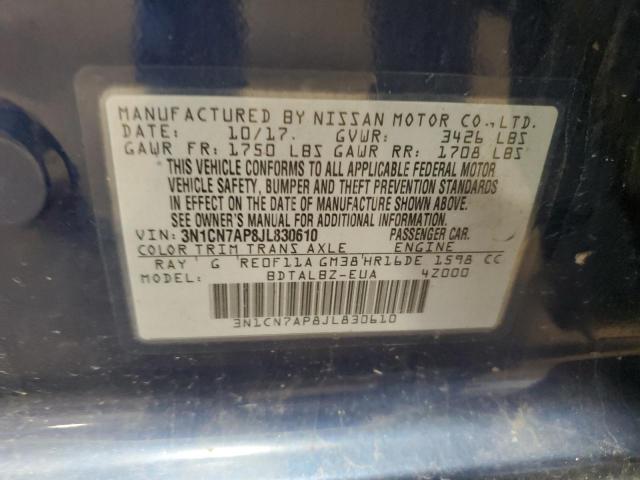 MANUFACTURED BY NISSAN MOTOR CO.,LTD.
DATE: 10/17. GVWR: 3426 LBS
GAWR FR: 1750 LBS GAWR RR: 1708 LBS
THIS VEHICLE CONFORMS TO ALL APPLICABLE FEDERAL MOTOR
VEHICLE SAFETY, BUMPER AND THEFT PREVENTION STANDARDS
IN EFFECT ON THE DATE OF MANUFACTURE SHOWN ABOVE.
SEE OWNER'S MANUAL FOR ADDITIONAL INFORMATION.
VIN: 3N1CN7AP8JL830610 PASSENGER CAR.
COLOR TRIM TRANS AXLE ENGINE
RAY G RE0F11A GM38 HR16DE 1598 CC
BDTALBZ-EUA 4Z000
3N1CN7AP8JL830610